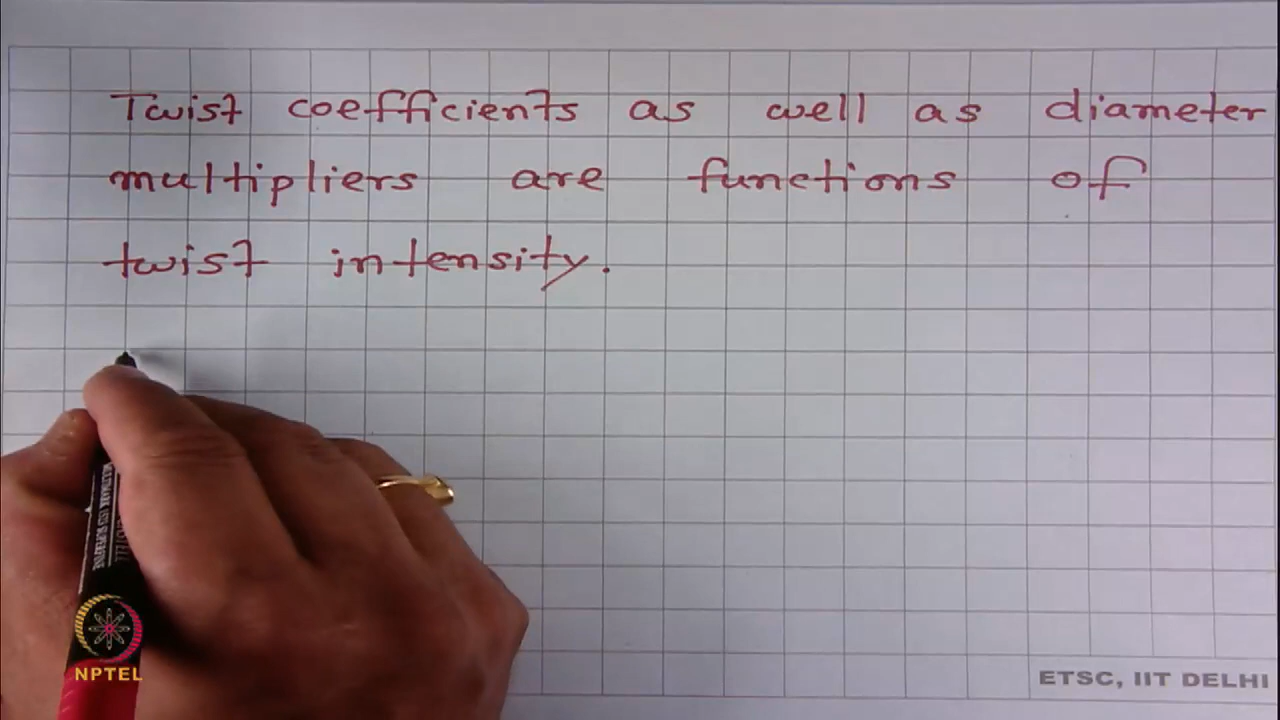 Twist coefficients as well as diameter
multipliers are functions of
twist intensity.
NPTEL
ETSC, IIT DELHI